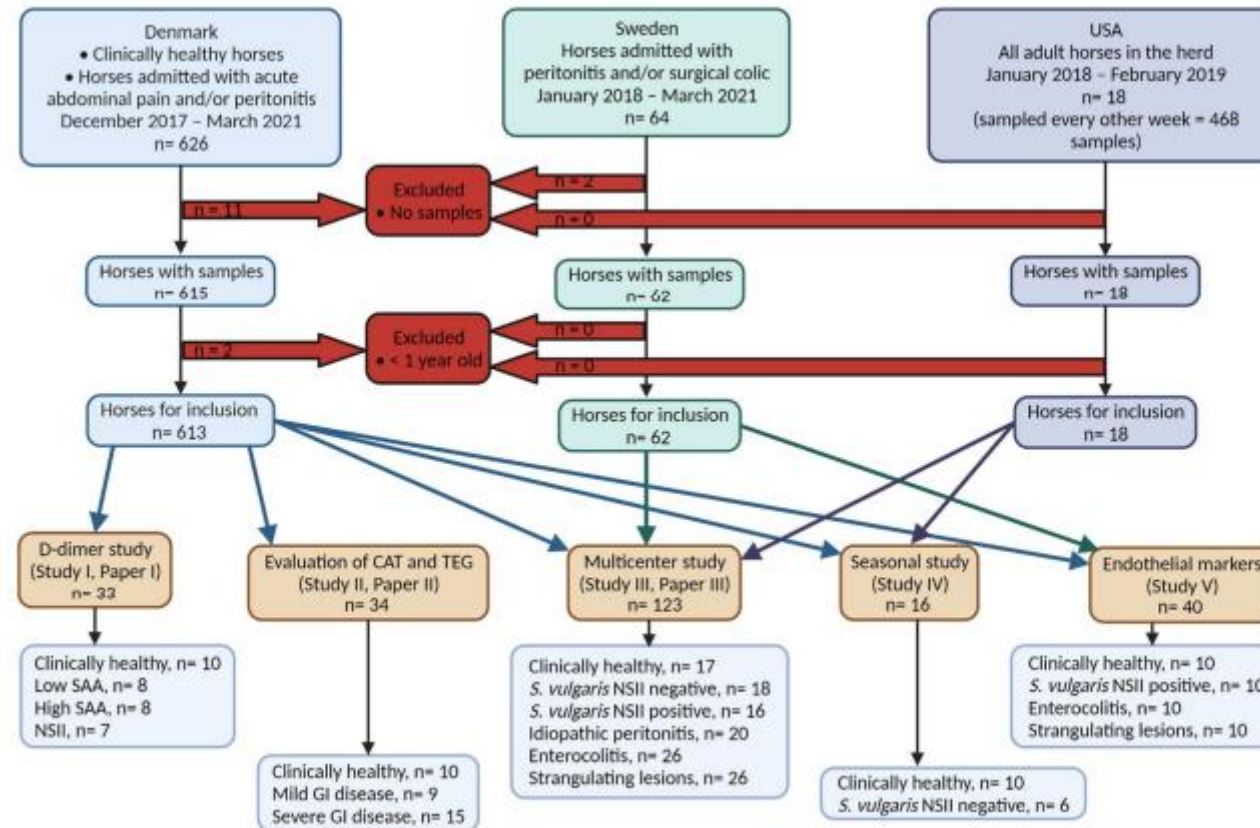 Denmark
• Clinically healthy horses
• Horses admitted with acute
abdominal pain and/or peritonitis
December 2017 – March 2021
n= 626
Sweden
Horses admitted with
peritonitis and/or surgical colic
January 2018 – March 2021
n= 64
USA
All adult horses in the herd
January 2018 – February 2019
n= 18
(sampled every other week = 468
samples)
n = 11
Excluded
• No samples
n = 2
n = 0
Horses with samples
n= 615
Horses with samples
n= 62
Horses with samples
n= 18
n = 2
Excluded
• < 1 year old
n = 0
n = 0
Horses for inclusion
n= 613
Horses for inclusion
n= 62
Horses for inclusion
n= 18
D-dimer study
(Study I, Paper I)
n= 33
Evaluation of CAT and TEG
(Study II, Paper II)
n= 34
Multicenter study
(Study III, Paper III)
n= 123
Seasonal study
(Study IV)
n= 16
Endothelial markers
(Study V)
n= 40
Clinically healthy, n= 10
Low SAA, n= 8
High SAA, n= 8
NSII, n= 7
Clinically healthy, n= 10
Mild GI disease, n= 9
Severe GI disease, n= 15
Clinically healthy, n= 17
S. vulgaris NSII negative, n= 18
S. vulgaris NSII positive, n= 16
Idiopathic peritonitis, n= 20
Enterocolitis, n= 26
Strangulating lesions, n= 26
Clinically healthy, n= 10
S. vulgaris NSII negative, n= 6
Clinically healthy, n= 10
S. vulgaris NSII positive, n= 10
Enterocolitis, n= 10
Strangulating lesions, n= 10